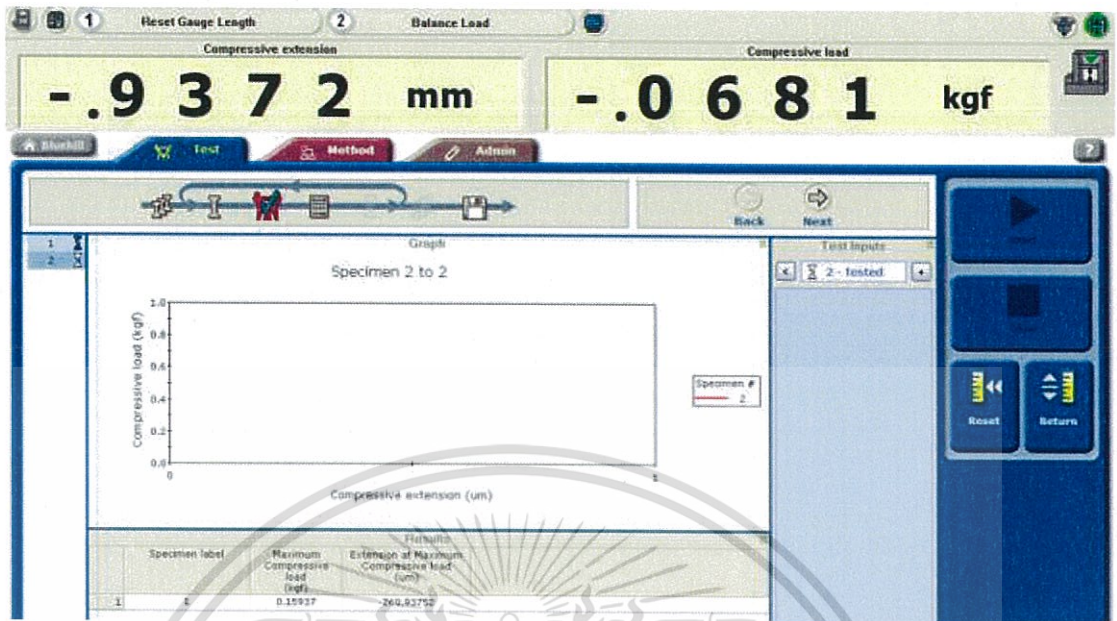 1 Reset Gauge Length 2 Balance Load
Compressive extension Compressive load
-.9372 mm -.0681 kgf
Bluehill Test Method Admin ?
Back Next
1
2
Graph Test Inputs
Specimen 2 to 2
2 - tested
Compressive load (kgf)
1.0
0.8
0.6
0.4
0.2
0.0
0 1
Compressive extension (um)
Specimen #
2
Reset Return
Results
Specimen label Maximum Compressive load (kgf) Extension at Maximum Compressive load (um)
1 1 0.15937 -260.93752